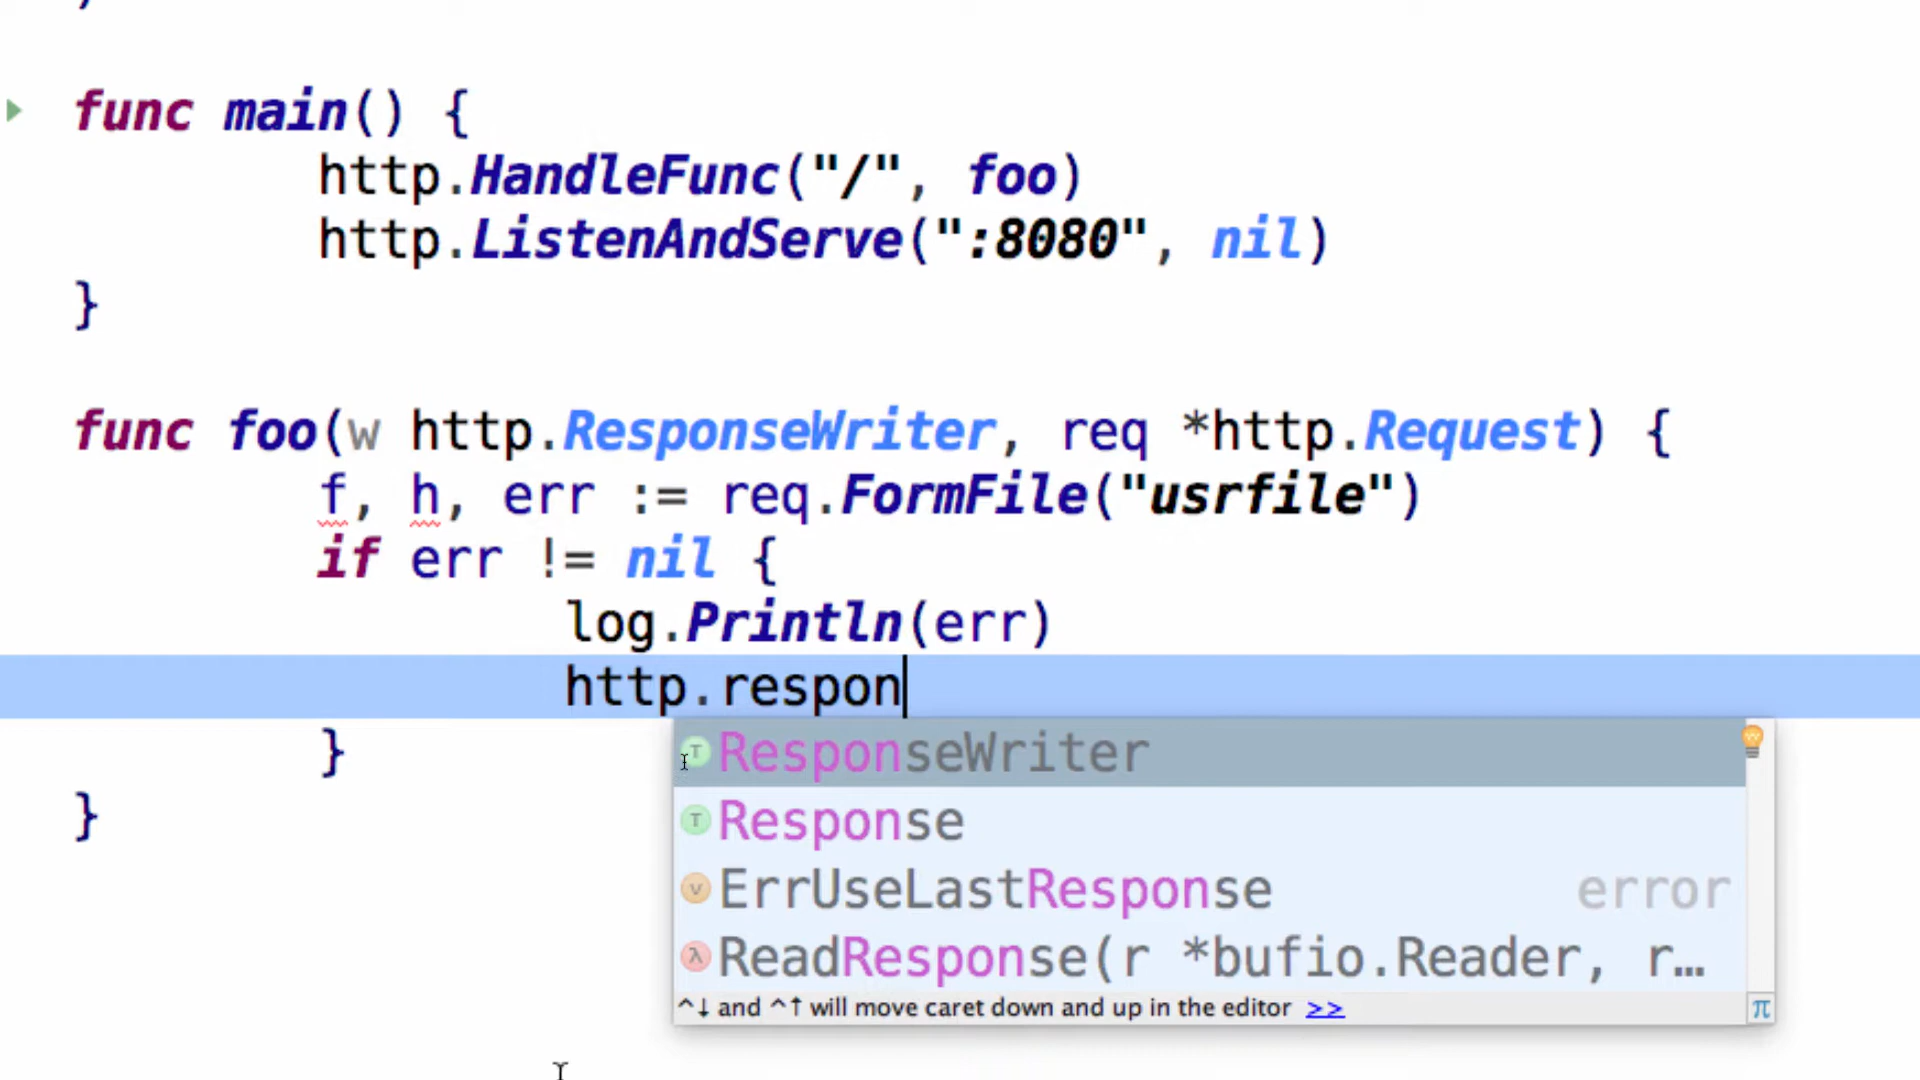 }
func main() {
http.HandleFunc("/", foo)
http.ListenAndServe(":8080", nil)
}
func foo(w http.ResponseWriter, req *http.Request) {
f, h, err := req.FormFile("usrfile")
if err != nil {
log.Println(err)
http.respon
}
}
ResponseWriter
Response
ErrUseLastResponse error
ReadResponse(r *bufio.Reader, r…
^↓ and ^↑ will move caret down and up in the editor >>
π